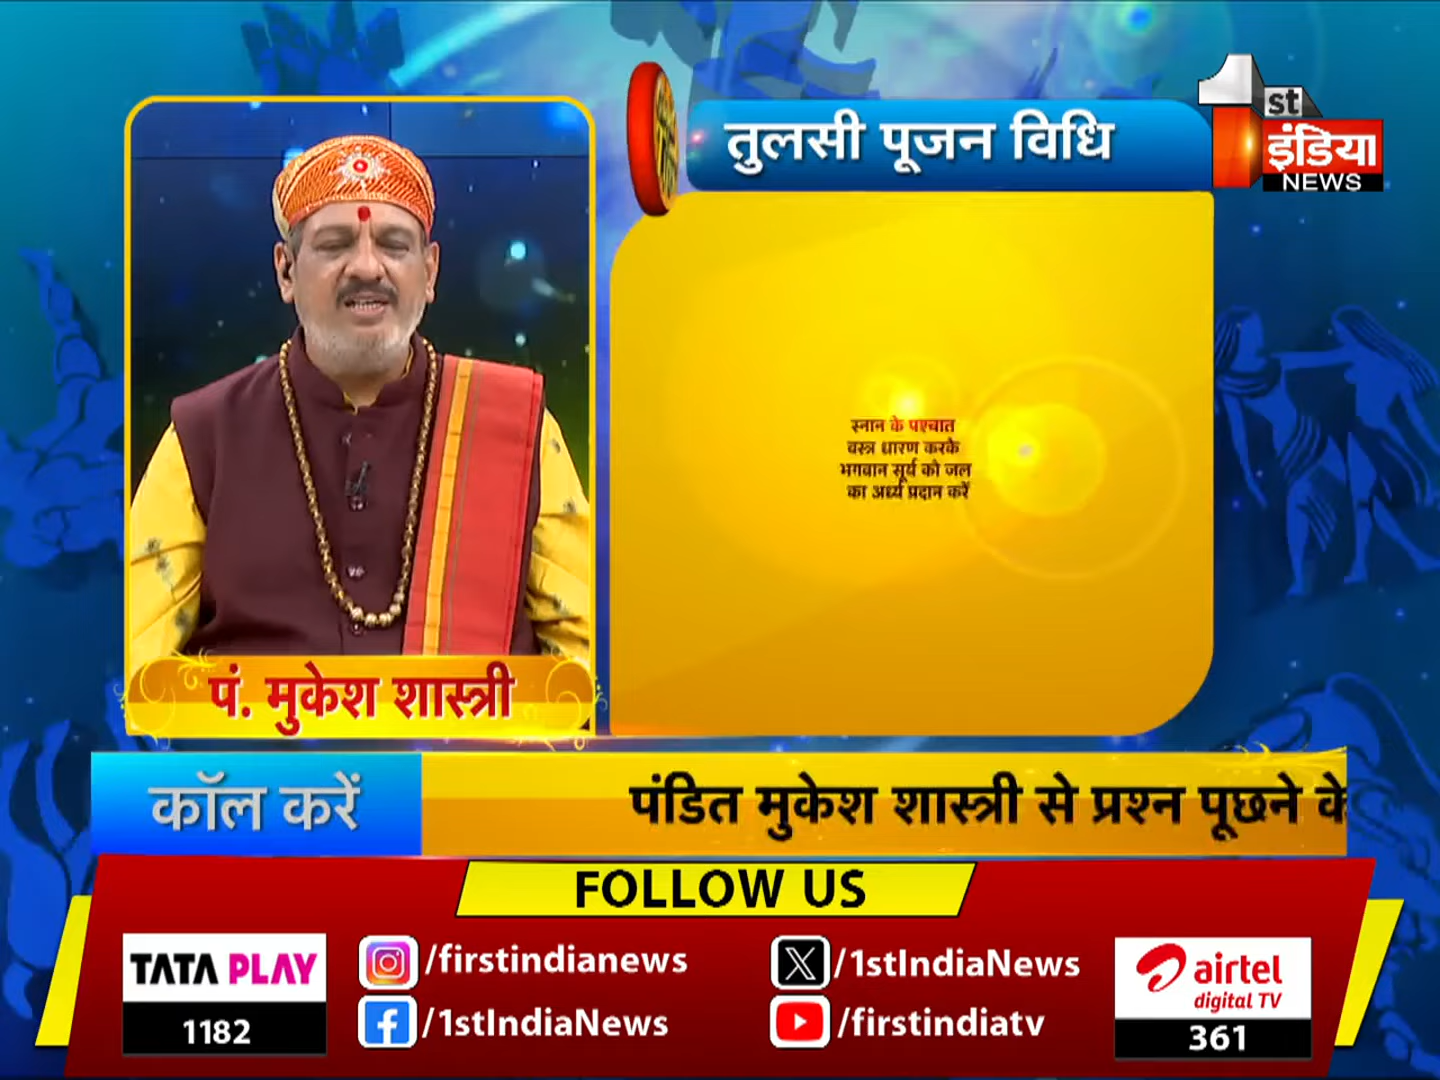 तुलसी पूजन विधि
1st
इंडिया
NEWS
स्नान के पश्चात
वस्त्र धारण करके
भगवान सूर्य को जल
का अर्ध्य प्रदान करें
पं. मुकेश शास्त्री
कॉल करें
पंडित मुकेश शास्त्री से प्रश्न पूछने के
FOLLOW US
TATA PLAY
1182
/firstindianews
/1stIndiaNews
/1stIndiaNews
/firstindiatv
airtel
digital TV
361